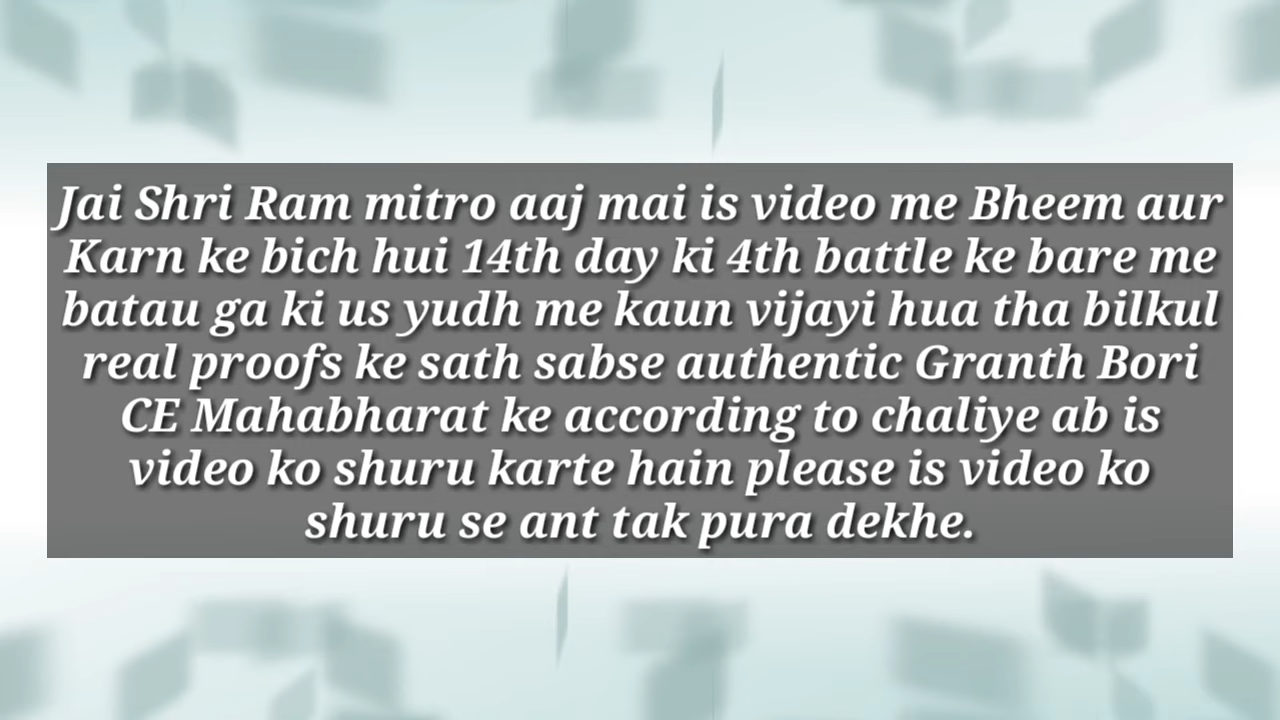 Jai Shri Ram mitro aaj mai is video me Bheem aur
Karn ke bich hui 14th day ki 4th battle ke bare me
batau ga ki us yudh me kaun vijayi hua tha bilkul
real proofs ke sath sabse authentic Granth Bori
CE Mahabharat ke according to chaliye ab is
video ko shuru karte hain please is video ko
shuru se ant tak pura dekhe.